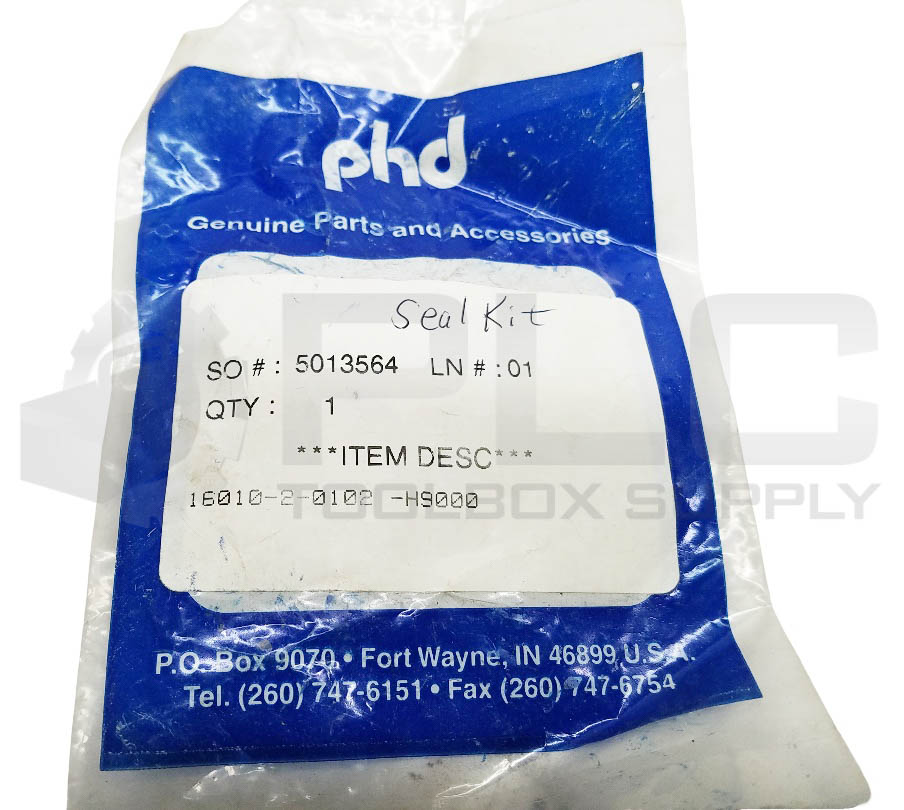 phd
Genuine Parts and Accessories
Seal Kit
SO # : 5013564 LN # : 01
QTY : 1
***ITEM DESC***
16010-2-0102 -H9000
P.O. Box 9070 • Fort Wayne, IN 46899 U.S.A.
Tel. (260) 747-6151 • Fax (260) 747-6754
PLC
TOOLBOX SUPPLY